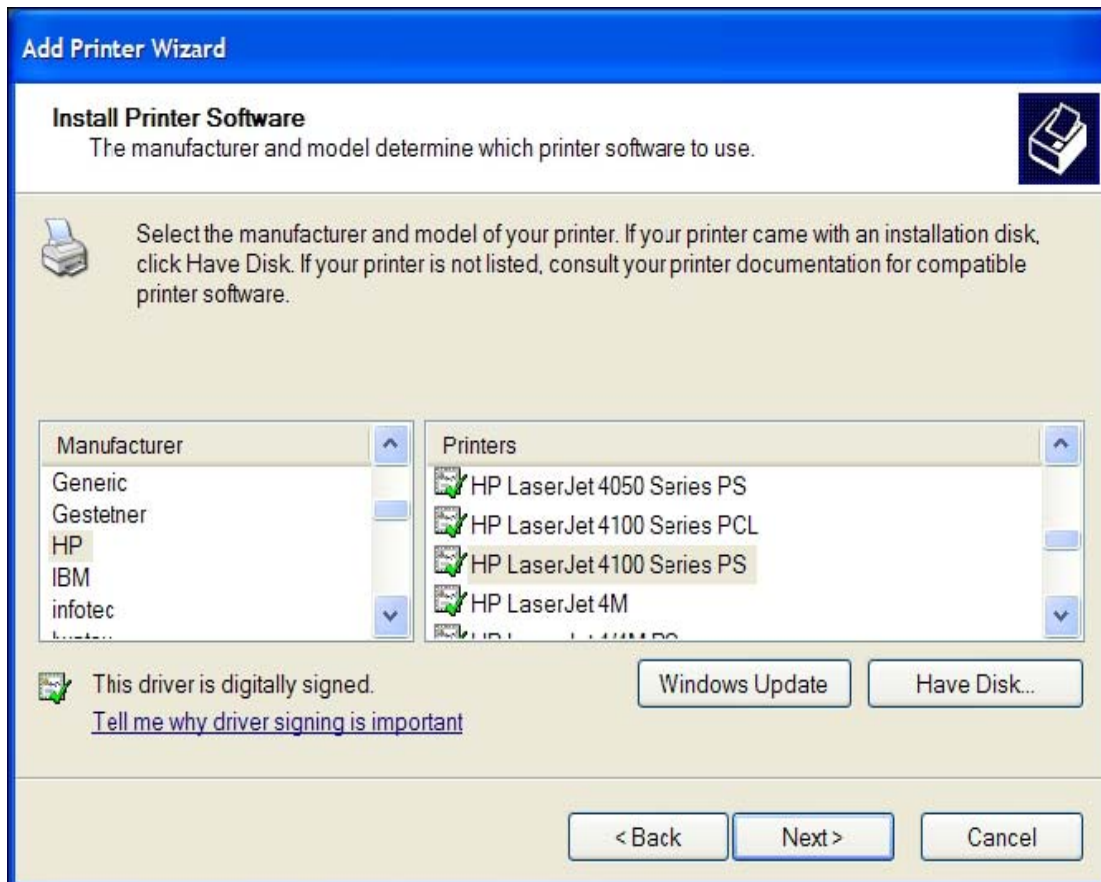 Add Printer Wizard
Install Printer Software
The manufacturer and model determine which printer software to use.
Select the manufacturer and model of your printer. If your printer came with an installation disk,
click Have Disk. If your printer is not listed, consult your printer documentation for compatible
printer software.
Manufacturer
Generic
Gestetner
HP
IBM
infotec
Printers
HP LaserJet 4050 Series PS
HP LaserJet 4100 Series PCL
HP LaserJet 4100 Series PS
HP LaserJet 4M
This driver is digitally signed.
Tell me why driver signing is important
Windows Update
Have Disk...
< Back
Next >
Cancel